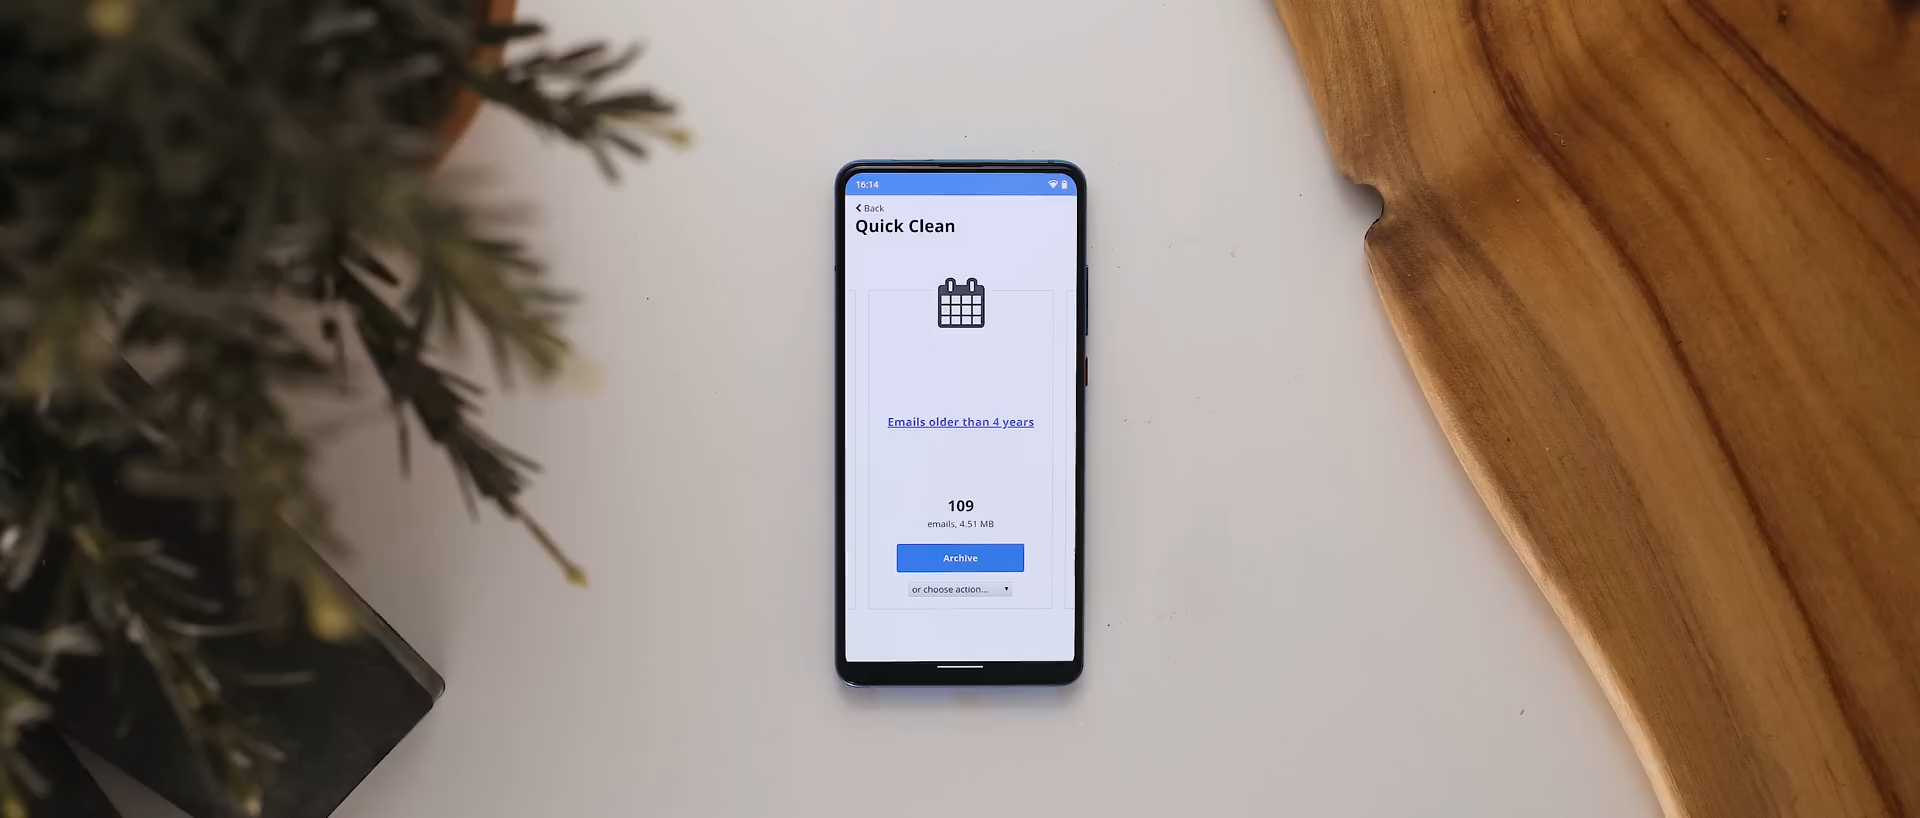 16:14
Back
Quick Clean
Emails older than 4 years
109
emails, 4.51 MB
Archive
or choose action...